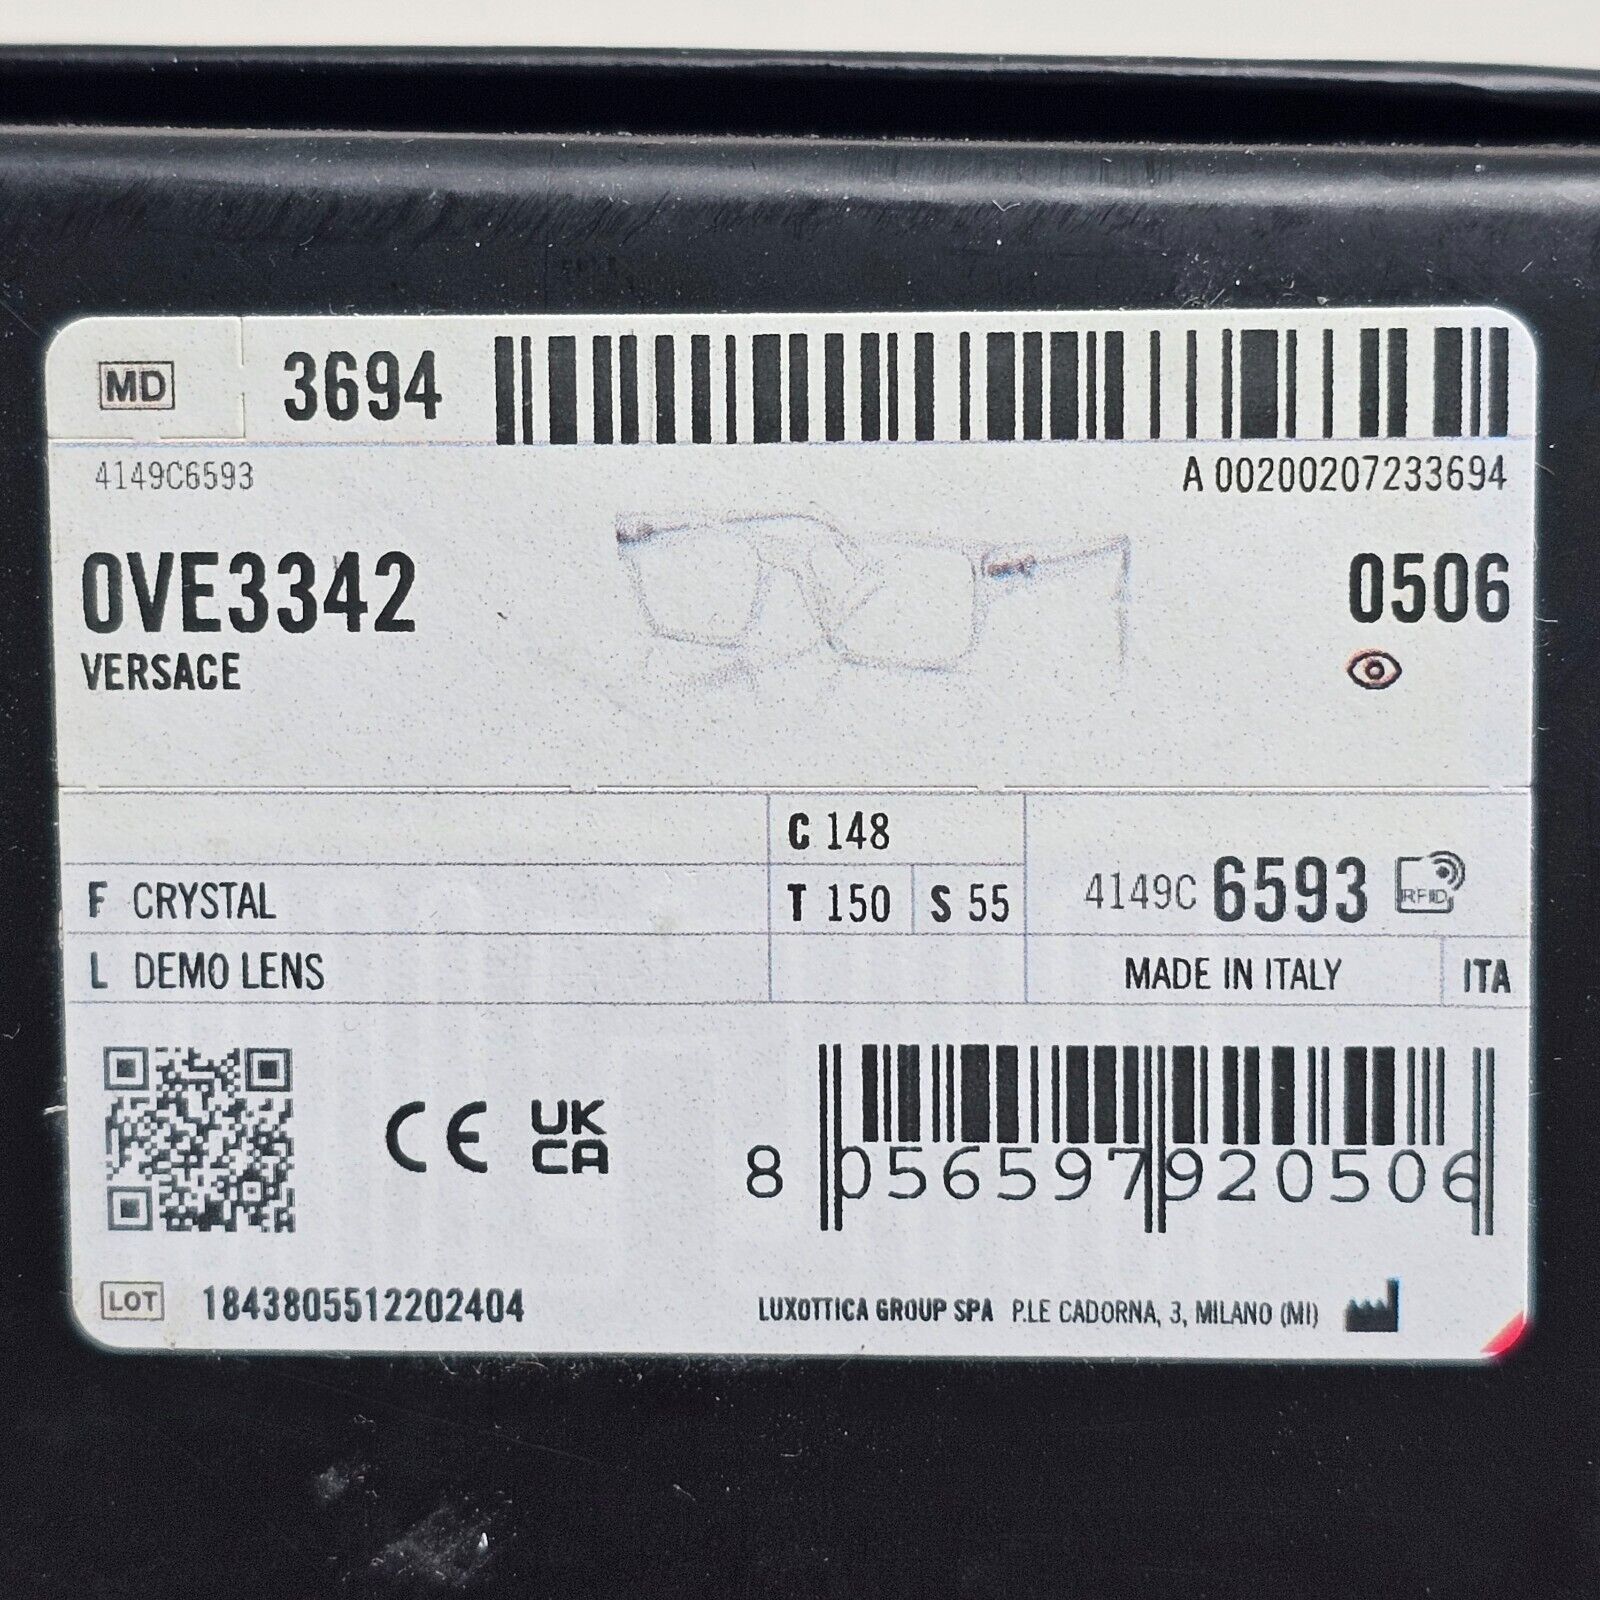 MD 3694
4149C6593 A 00200207233694
0VE3342 0506
VERSACE
C 148
F CRYSTAL T 150 S 55 4149C 6593 RFID
L DEMO LENS MADE IN ITALY ITA
CE UK
CA
8 056597 920506
LOT 1843805512202404 LUXOTTICA GROUP SPA P.LE CADORNA, 3, MILANO (MI)